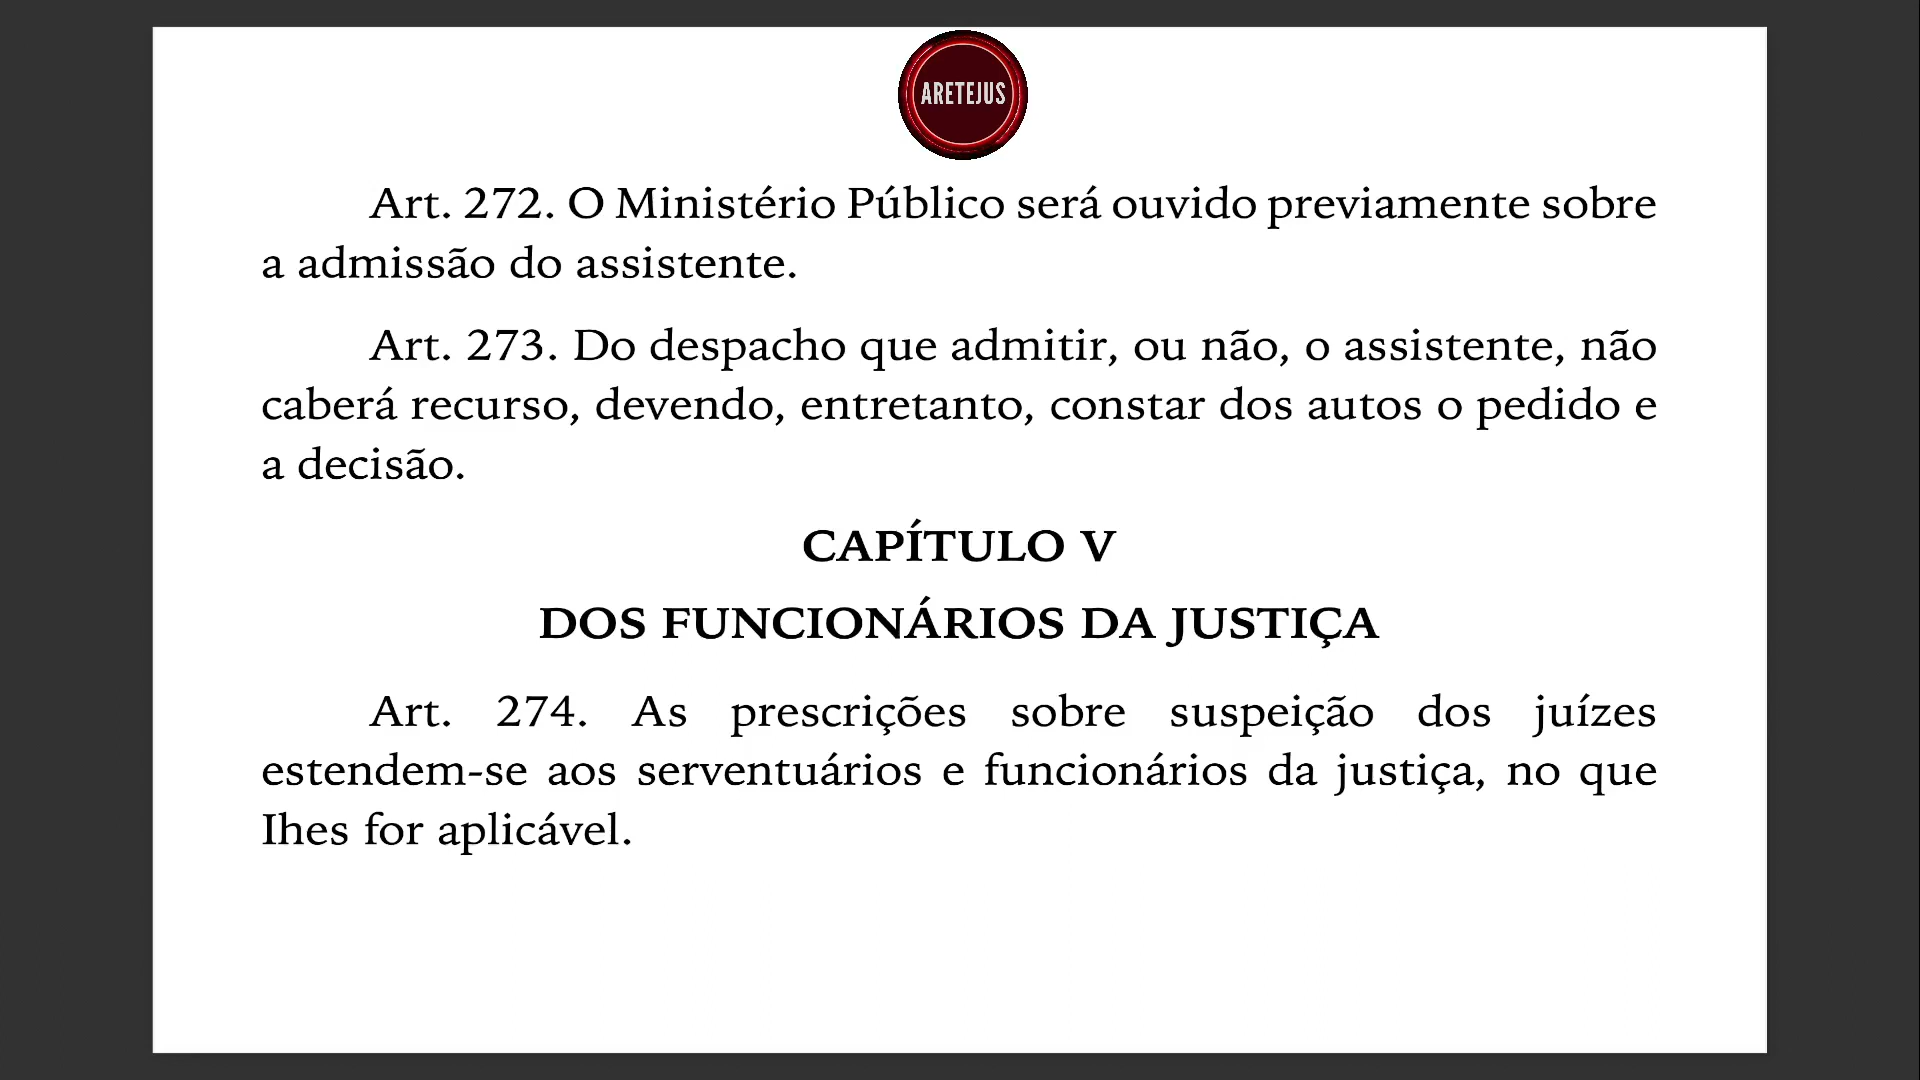 ARETEJUS
Art. 272. O Ministério Público será ouvido previamente sobre
a admissão do assistente.
Art. 273. Do despacho que admitir, ou não, o assistente, não
caberá recurso, devendo, entretanto, constar dos autos o pedido e
a decisão.
CAPÍTULO V
DOS FUNCIONÁRIOS DA JUSTIÇA
Art. 274. As prescrições sobre suspeição dos juízes
estendem-se aos serventuários e funcionários da justiça, no que
Ihes for aplicável.